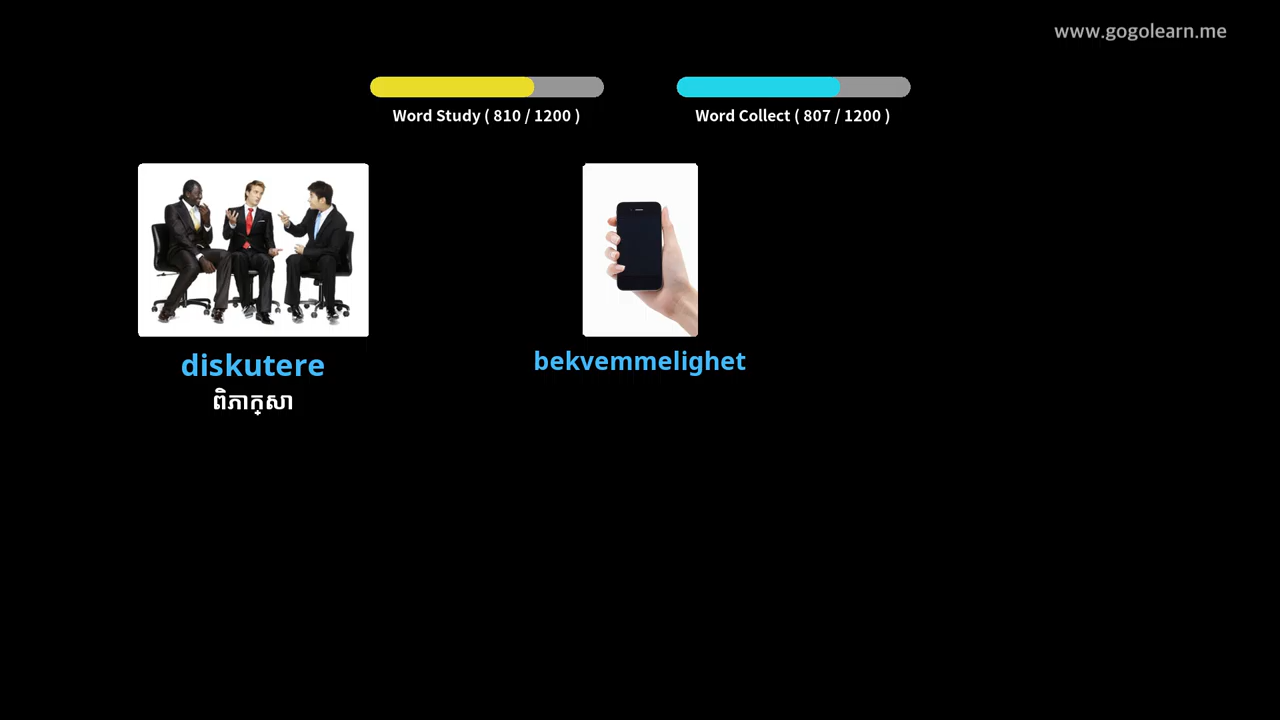 www.gogolearn.me
Word Study ( 810 / 1200 )
Word Collect ( 807 / 1200 )
diskutere
ពិភាក្សា
bekvemmelighet